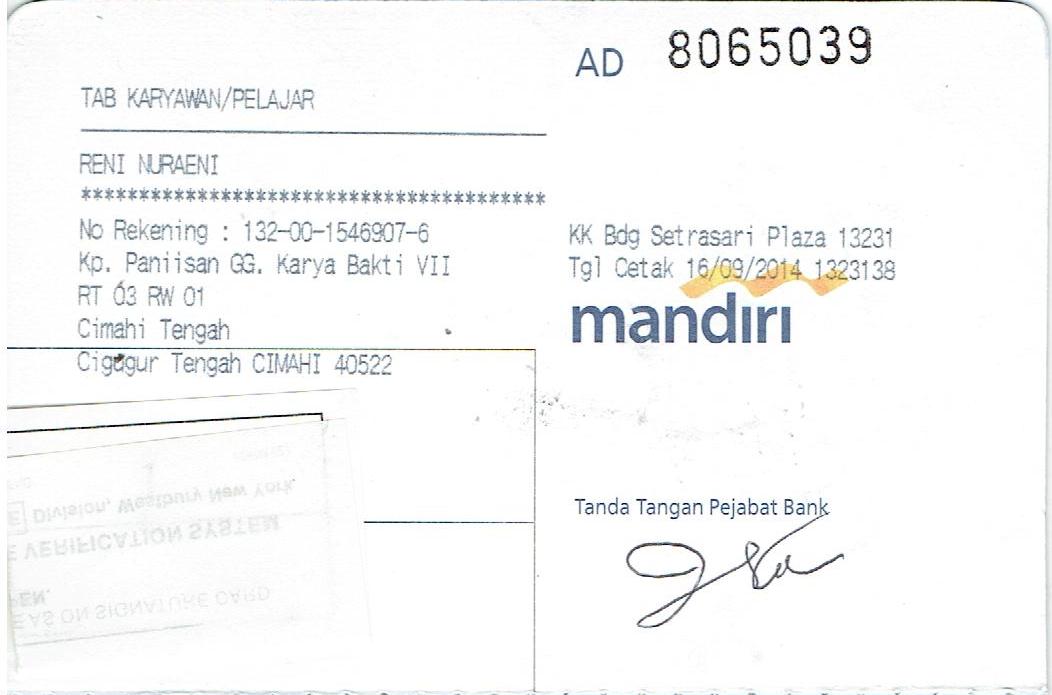 AD 8065039
TAB KARYAWAN/PELAJAR
RENI NURAENI
****************************************
No Rekening : 132-00-1546907-6
Kp. Paniisan GG. Karya Bakti VII
RT 03 RW 01
Cimahi Tengah
Cigugur Tengah CIMAHI 40522
KK Bdg Setrasari Plaza 13231
Tgl Cetak 16/09/2014 1323138
mandiri
Tanda Tangan Pejabat Bank
Division, Westbury New York.
E VERIFICATION SYSTEM
PEN.
EAS ON SIGNATURE CARD